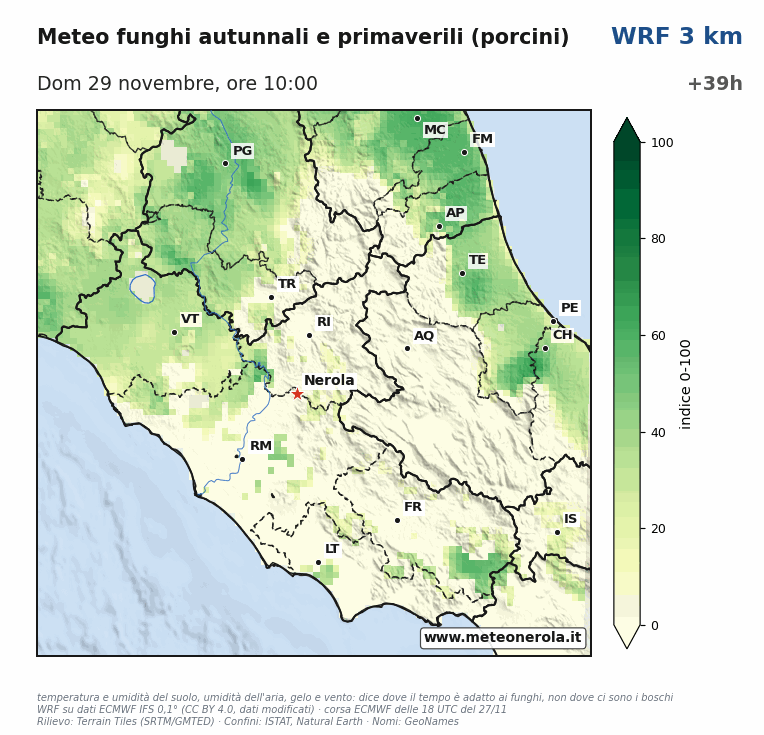 Meteo funghi autunnali e primaverili (porcini)
WRF 3 km
Dom 29 novembre, ore 10:00
+39h
MC
FM
PG
AP
TE
TR
PE
VT
RI
AQ
CH
Nerola
RM
FR
IS
LT
www.meteonerola.it
100
80
60
40
20
0
indice 0-100
temperatura e umidità del suolo, umidità dell'aria, gelo e vento: dice dove il tempo è adatto ai funghi, non dove ci sono i boschi
WRF su dati ECMWF IFS 0,1° (CC BY 4.0, dati modificati) · corsa ECMWF delle 18 UTC del 27/11
Rilievo: Terrain Tiles (SRTM/GMTED) · Confini: ISTAT, Natural Earth · Nomi: GeoNames